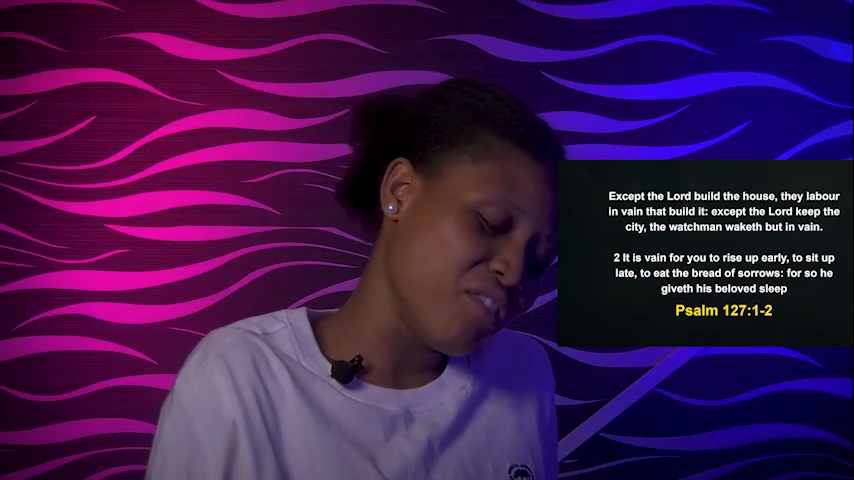 Except the Lord build the house, they labour
in vain that build it: except the Lord keep the
city, the watchman waketh but in vain.
2 It is vain for you to rise up early, to sit up
late, to eat the bread of sorrows: for so he
giveth his beloved sleep
Psalm 127:1-2